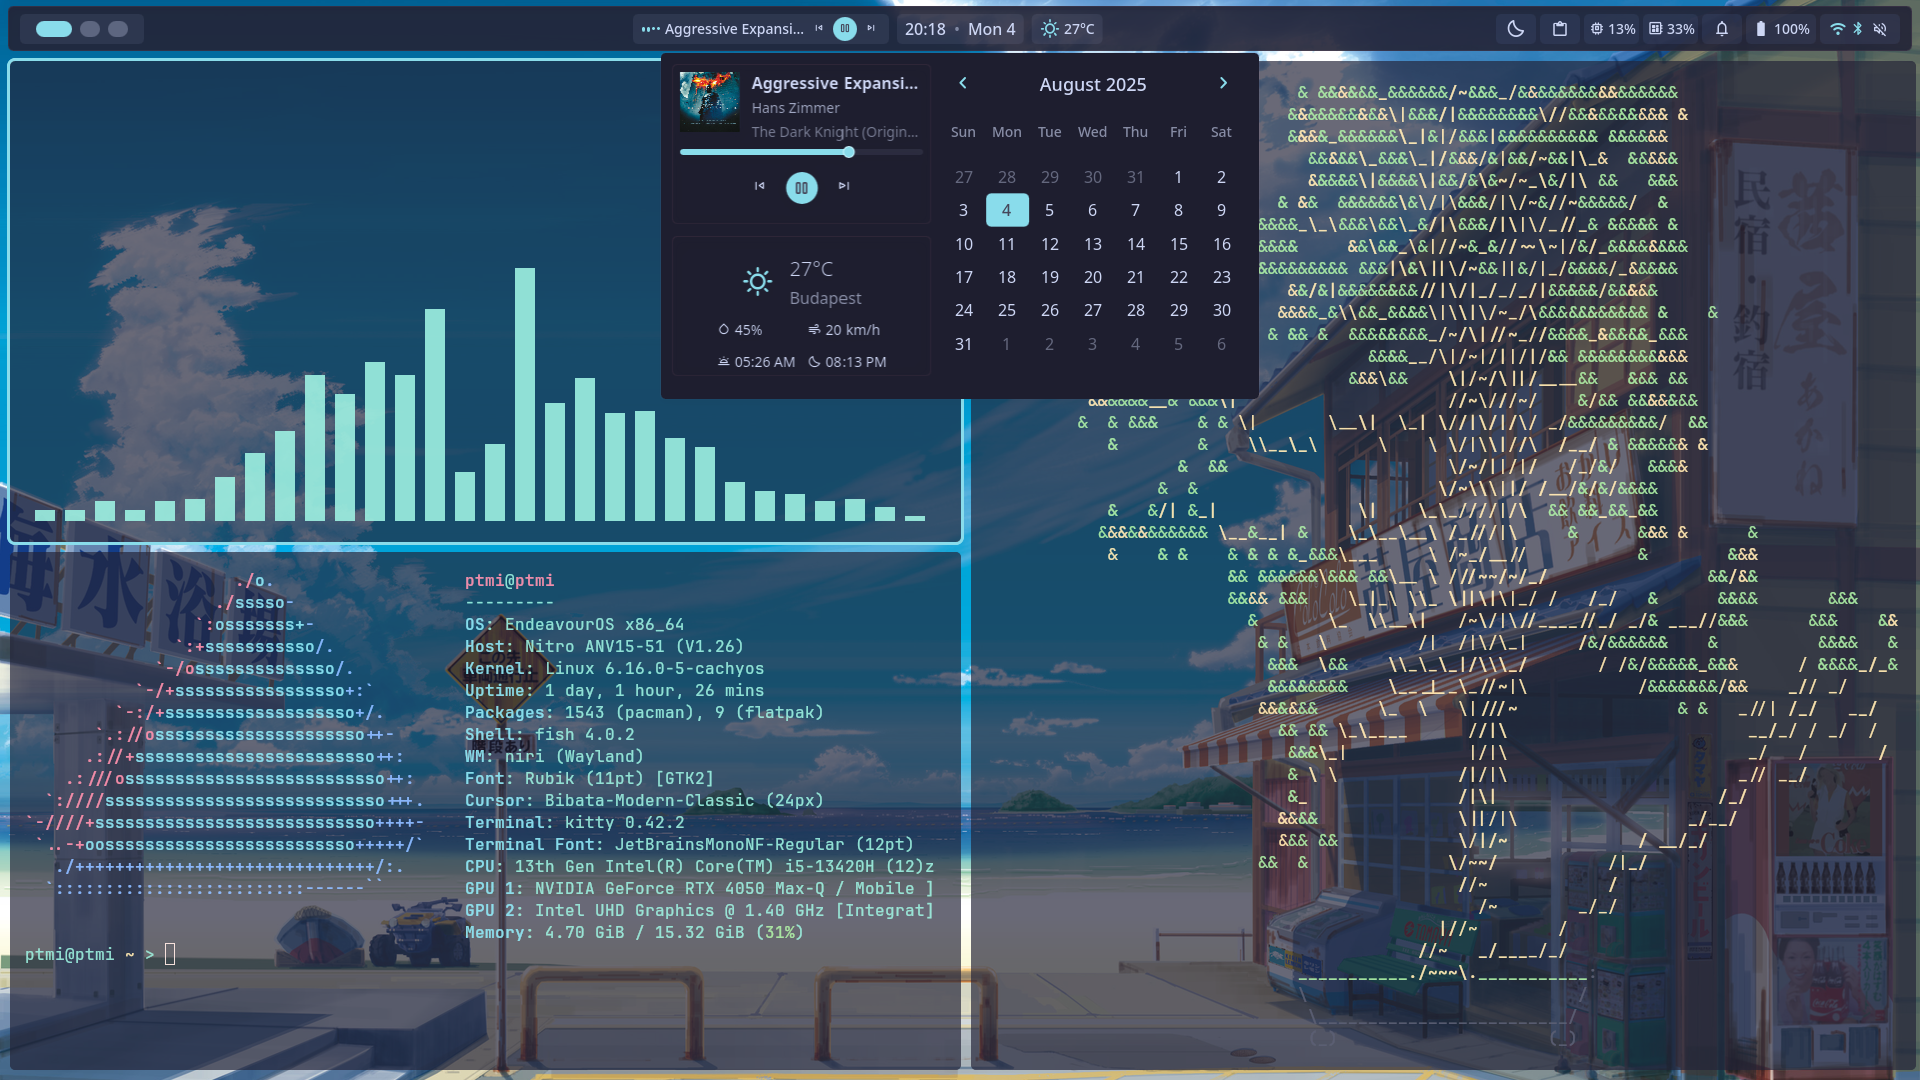 Aggressive Expansi...
20:18 • Mon 4
27°C
13%
33%
100%
Aggressive Expansi...
Hans Zimmer
The Dark Knight (Origin...
27°C
Budapest
45%
20 km/h
05:26 AM
08:13 PM
August 2025
Sun Mon Tue Wed Thu Fri Sat
27 28 29 30 31 1 2
3 4 5 6 7 8 9
10 11 12 13 14 15 16
17 18 19 20 21 22 23
24 25 26 27 28 29 30
31 1 2 3 4 5 6
ptmi@ptmi
---------
OS: EndeavourOS x86_64
Host: Nitro ANV15-51 (V1.26)
Kernel: Linux 6.16.0-5-cachyos
Uptime: 1 day, 1 hour, 26 mins
Packages: 1543 (pacman), 9 (flatpak)
Shell: fish 4.0.2
WM: niri (Wayland)
Font: Rubik (11pt) [GTK2]
Cursor: Bibata-Modern-Classic (24px)
Terminal: kitty 0.42.2
Terminal Font: JetBrainsMonoNF-Regular (12pt)
CPU: 13th Gen Intel(R) Core(TM) i5-13420H (12)z
GPU 1: NVIDIA GeForce RTX 4050 Max-Q / Mobile ]
GPU 2: Intel UHD Graphics @ 1.40 GHz [Integrat]
Memory: 4.70 GiB / 15.32 GiB (31%)
ptmi@ptmi ~ >
海水浴場
民宿・釣宿
茜屋
あかね